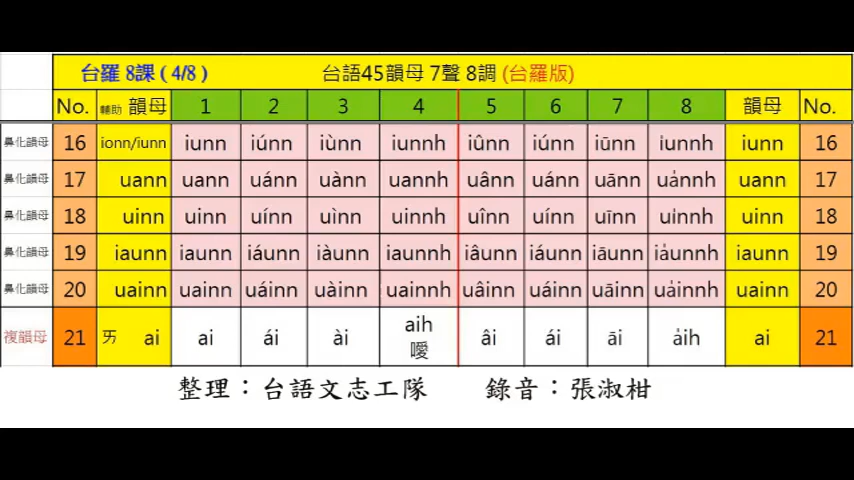 台羅 8課 ( 4/8 ) 台語45韻母 7聲 8調 (台羅版)
No. 輔助 韻母 1 2 3 4 5 6 7 8 韻母 No.
鼻化韻母 16 ionn/iunn iunn iúnn iùnn iunnh iûnn iúnn iūnn iu̍nnh iunn 16
鼻化韻母 17 uann uann uánn uànn uannh uânn uánn uānn ua̍nnh uann 17
鼻化韻母 18 uinn uinn uínn uìnn uinnh uînn uínn uīnn ui̍nnh uinn 18
鼻化韻母 19 iaunn iaunn iáunn iàunn iaunnh iâunn iáunn iāunn ia̍unnh iaunn 19
鼻化韻母 20 uainn uainn uáinn uàinn uainnh uâinn uáinn uāinn ua̍innh uainn 20
複韻母 21 ㄞ ai ai ái ài aih 噯 âi ái āi a̍ih ai 21
整理：台語文志工隊 錄音：張淑柑